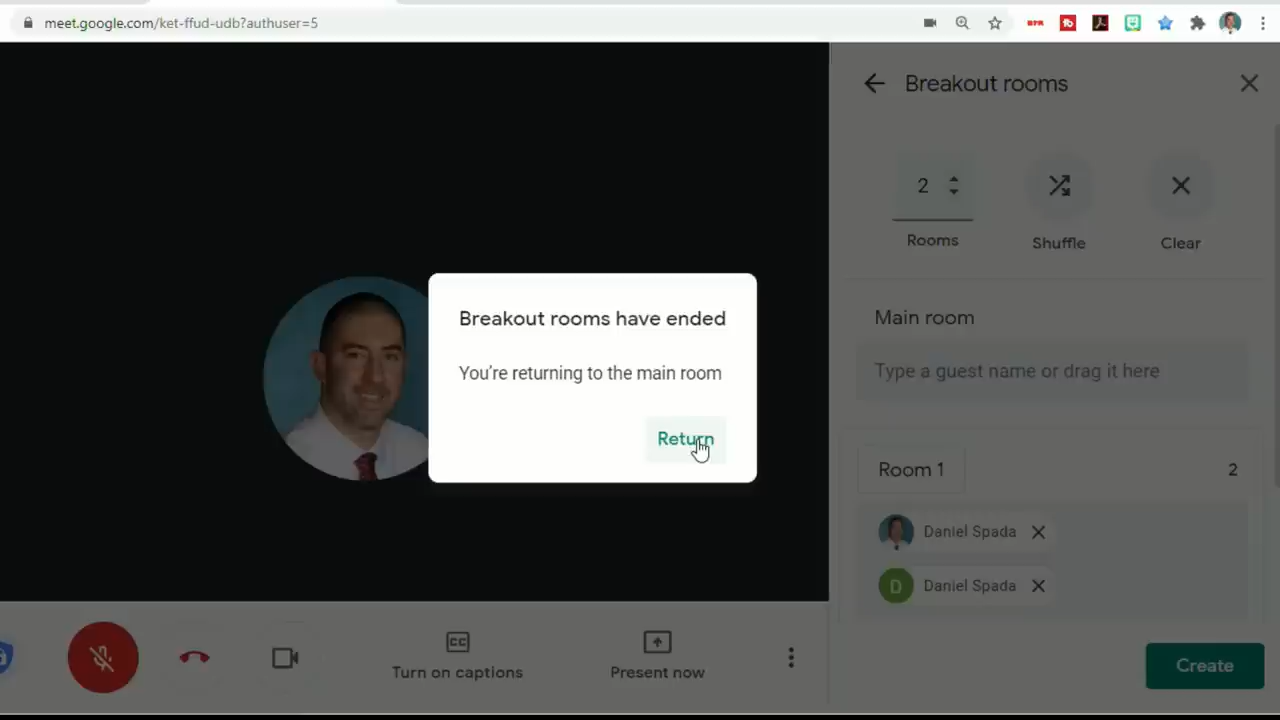 meet.google.com/ket-ffud-udb?authuser=5
Breakout rooms
2
Rooms
Shuffle
Clear
Main room
Type a guest name or drag it here
Breakout rooms have ended
You're returning to the main room
Return
Room 1
2
Daniel Spada
D
Daniel Spada
CC
Turn on captions
Present now
Create